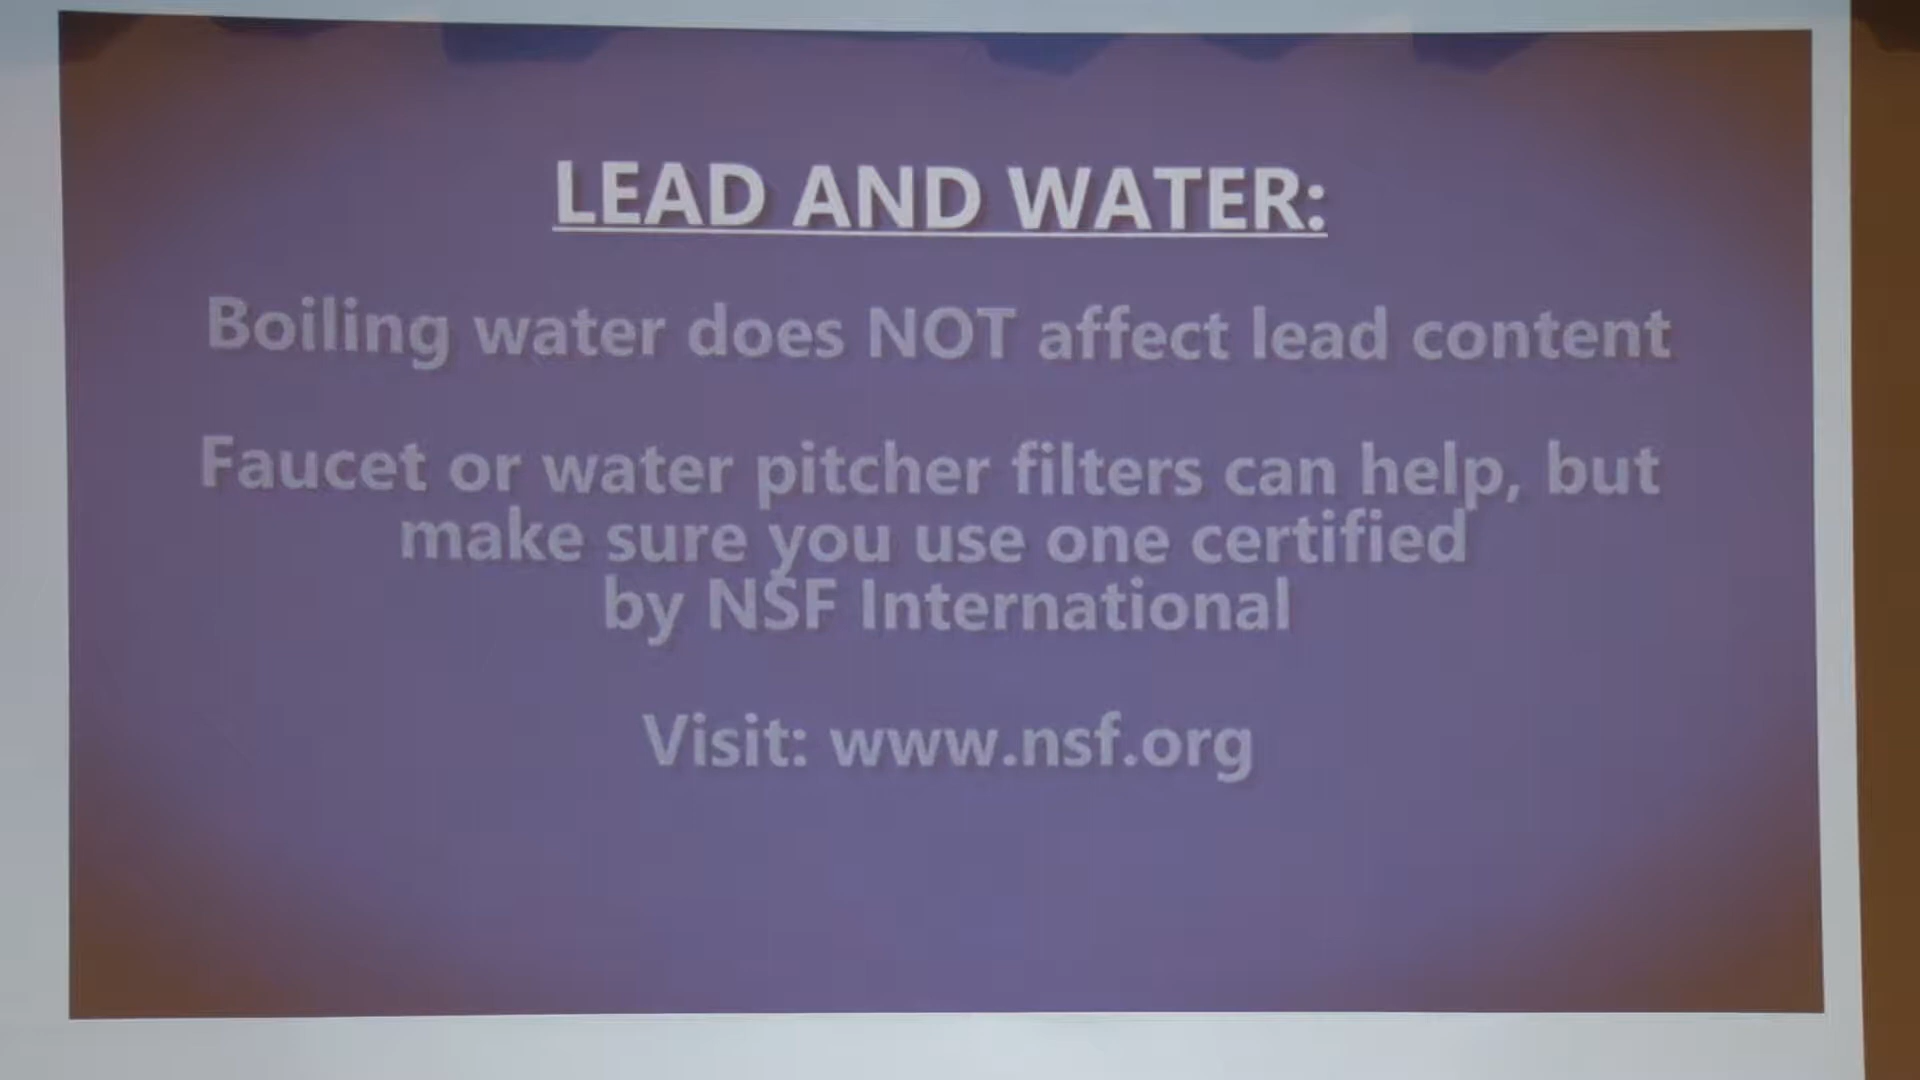 LEAD AND WATER:
Boiling water does NOT affect lead content
Faucet or water pitcher filters can help, but
make sure you use one certified
by NSF International
Visit: www.nsf.org